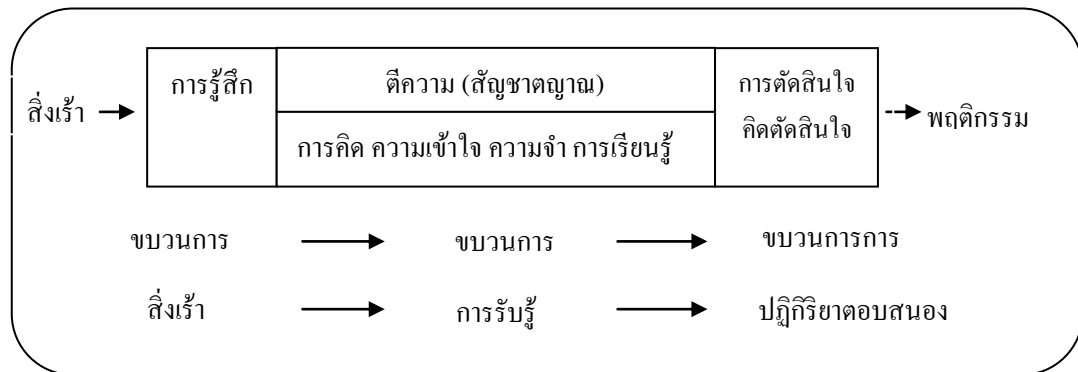 สิ่งเร้า
การรู้สึก
ตีความ (สัญชาตญาณ)
การคิด ความเข้าใจ ความจำ การเรียนรู้
การตัดสินใจ
คิดตัดสินใจ
พฤติกรรม
ขบวนการ ขบวนการ ขบวนการการ
สิ่งเร้า การรับรู้ ปฏิกิริยาตอบสนอง